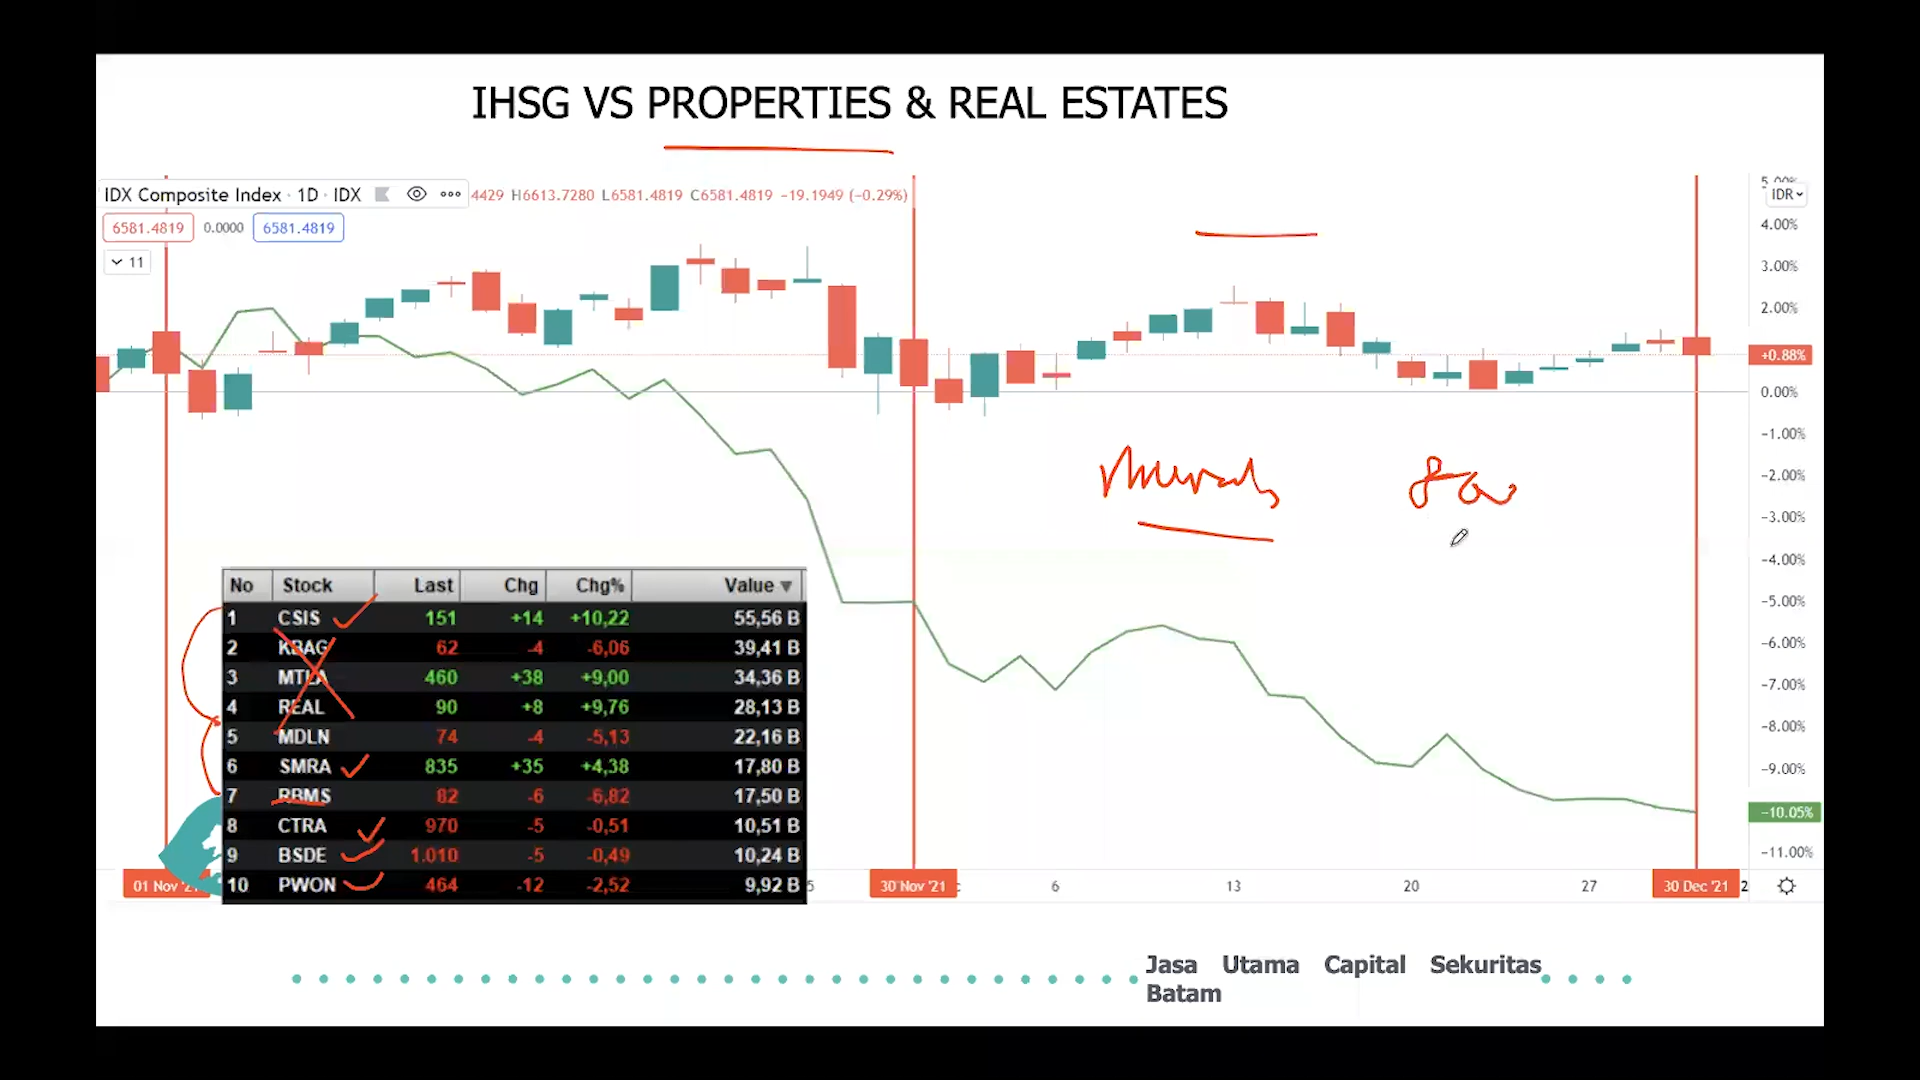 IHSG VS PROPERTIES & REAL ESTATES
IDX Composite Index · 1D · IDX ••• 4429 H6613.7280 L6581.4819 C6581.4819 −19.1949 (−0.29%)
6581.4819 0.0000 6581.4819
11
IDR
4.00%
3.00%
2.00%
+0.88%
0.00%
−1.00%
−2.00%
−3.00%
−4.00%
−5.00%
−6.00%
−7.00%
−8.00%
−9.00%
−10.05%
−11.00%
Murah
No Stock Last Chg Chg% Value
1 CSIS 151 +14 +10,22 55,56 B
2 KBAG 62 -4 -6,06 39,41 B
3 MTLA 460 +38 +9,00 34,36 B
4 REAL 90 +8 +9,76 28,13 B
5 MDLN 74 -4 -5,13 22,16 B
6 SMRA 835 +35 +4,38 17,80 B
7 RBMS 82 -6 -6,82 17,50 B
8 CTRA 970 -5 -0,51 10,51 B
9 BSDE 1.010 -5 -0,49 10,24 B
10 PWON 464 -12 -2,52 9,92 B
01 Nov '21 5 30 Nov '21 6 13 20 27 30 Dec '21 2
Jasa Utama Capital Sekuritas
Batam